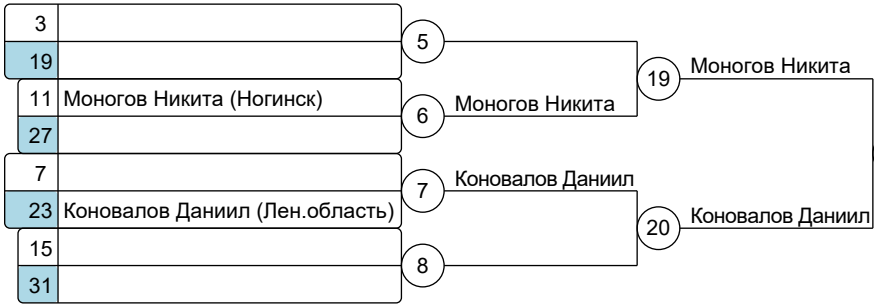 3
5
19
19 Моногов Никита
11 Моногов Никита (Ногинск)
6 Моногов Никита
27
7
7 Коновалов Даниил
23 Коновалов Даниил (Лен.область)
20 Коновалов Даниил
15
8
31